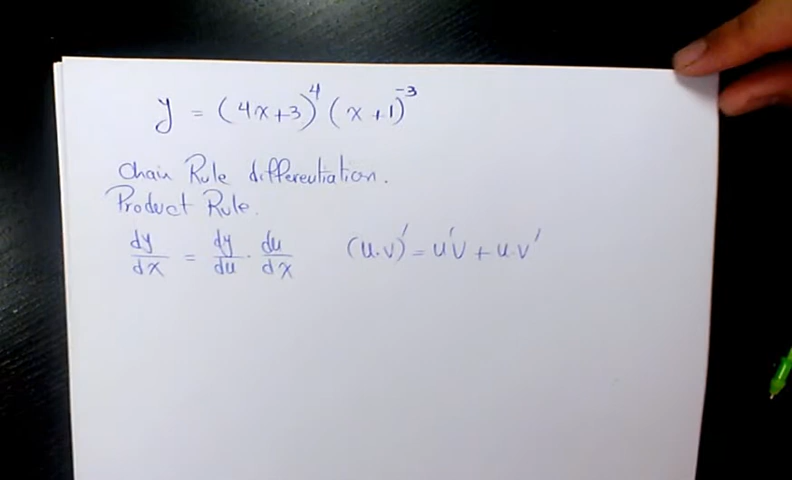 y = (4x+3)^4 (x+1)^-3
Chain Rule differentiation.
Product Rule.
dy/dx = dy/du · du/dx (u.v)' = u'v + u.v'